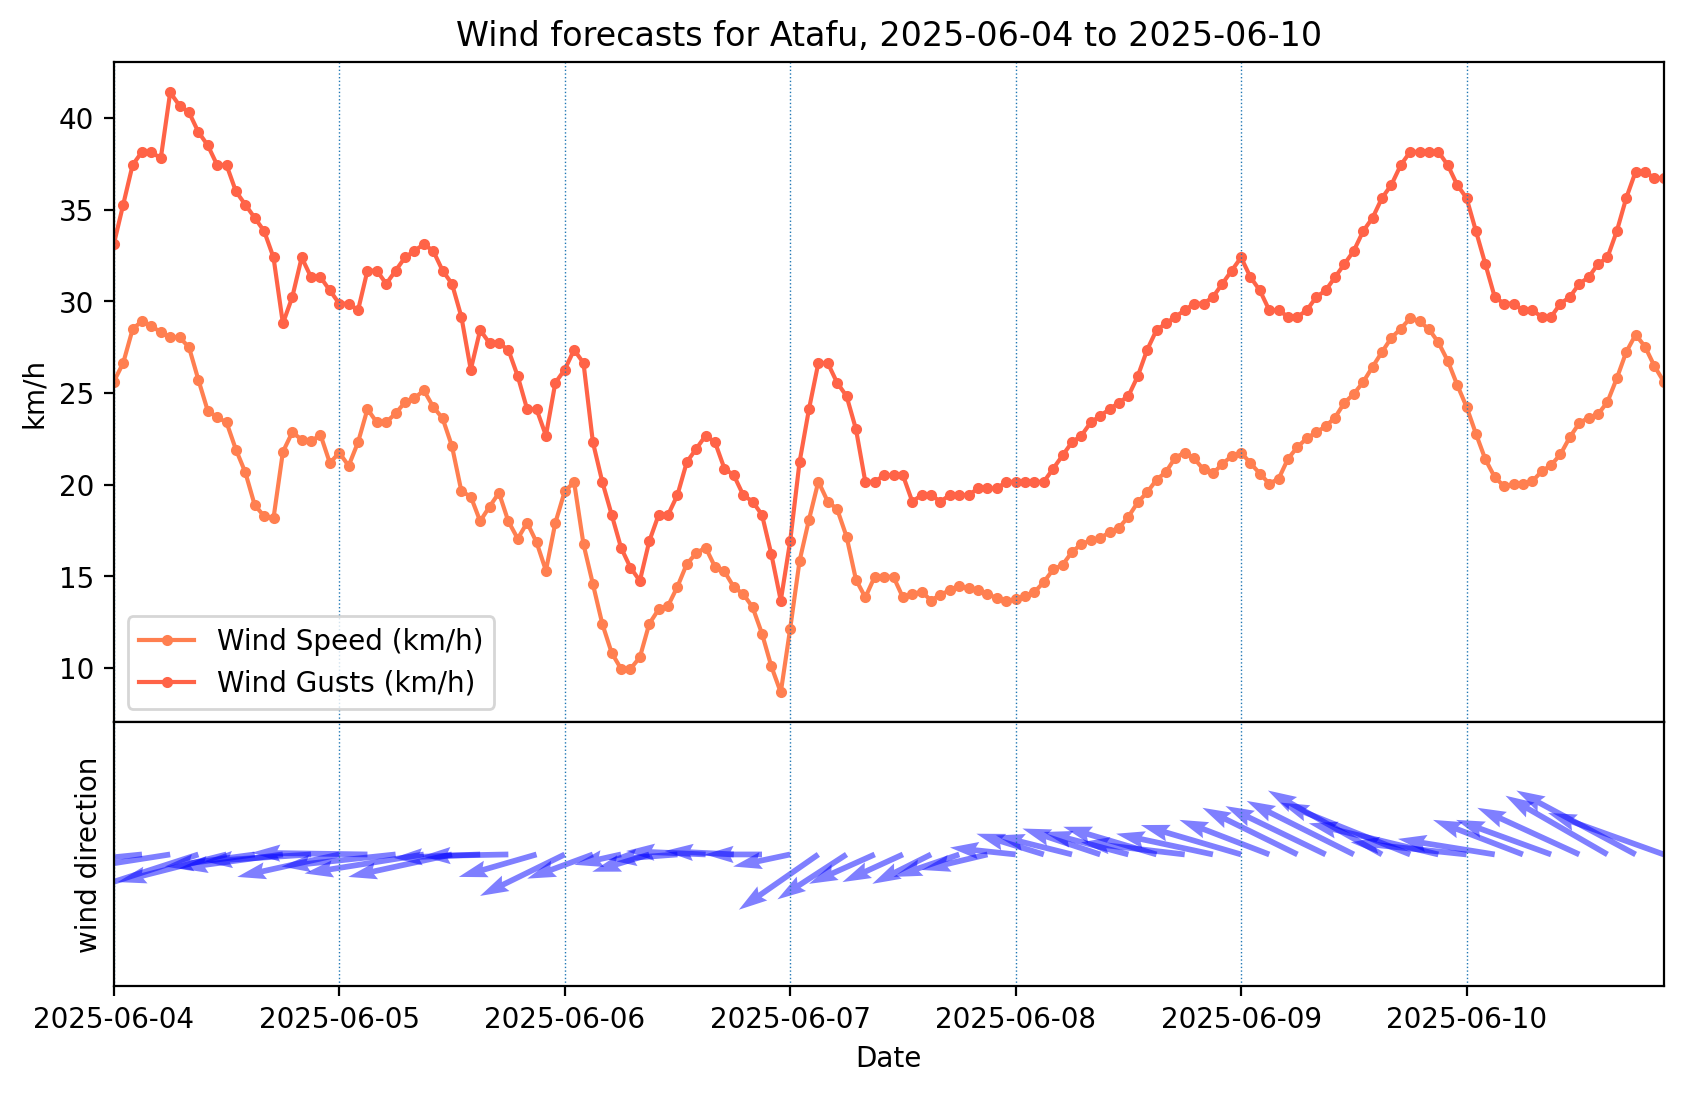 Wind forecasts for Atafu, 2025-06-04 to 2025-06-10
40
35
30
25
20
15
10
km/h
Wind Speed (km/h)
Wind Gusts (km/h)
wind direction
2025-06-04 2025-06-05 2025-06-06 2025-06-07 2025-06-08 2025-06-09 2025-06-10
Date